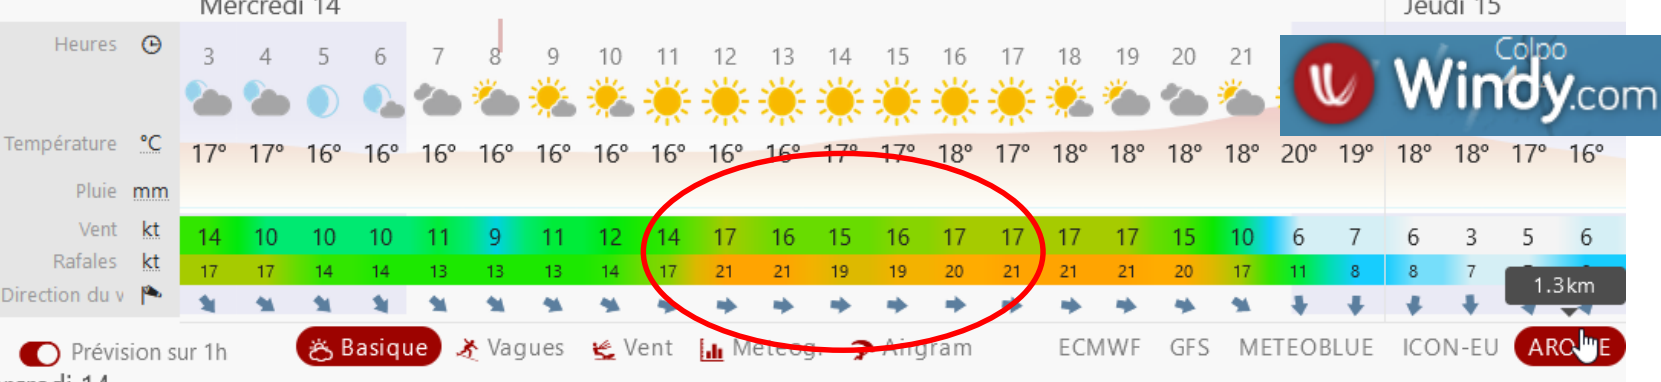 Mercredi 14 Jeudi 15
Heures 3 4 5 6 7 8 9 10 11 12 13 14 15 16 17 18 19 20 21
Colpo
Windy.com
Température °C 17° 17° 16° 16° 16° 16° 16° 16° 16° 16° 16° 17° 17° 18° 17° 18° 18° 18° 18° 20° 19° 18° 18° 17° 16°
Pluie mm
Vent kt 14 10 10 10 11 9 11 12 14 17 16 15 16 17 17 17 17 15 10 6 7 6 3 5 6
Rafales kt 17 17 14 14 13 13 13 14 17 21 21 19 19 20 21 21 21 20 17 11 8 8 7
Direction du v
1.3km
Prévision sur 1h Basique Vagues Vent Meteog. Airgram ECMWF GFS METEOBLUE ICON-EU